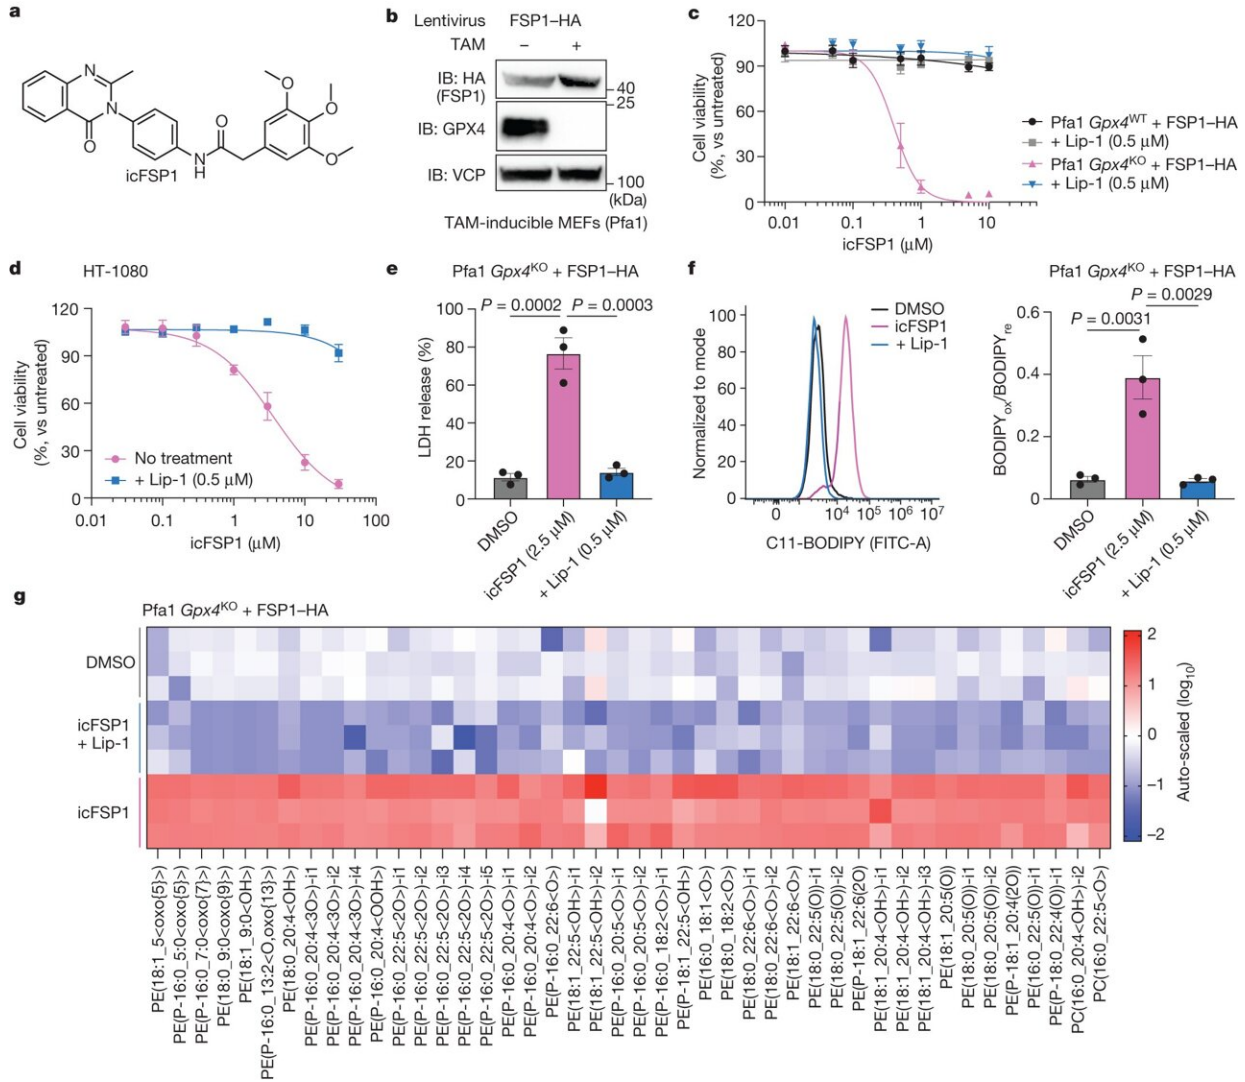 a
N
N
O
O
N
H
O
O
O
icFSP1
b
Lentivirus FSP1–HA
TAM – +
IB: HA
(FSP1)
40
25
IB: GPX4
IB: VCP
100
(kDa)
TAM-inducible MEFs (Pfa1)
c
Cell viability
(%, vs untreated)
120
90
60
30
0
0.01 0.1 1 10
icFSP1 (μM)
Pfa1 Gpx4WT + FSP1–HA
+ Lip-1 (0.5 μM)
Pfa1 Gpx4KO + FSP1–HA
+ Lip-1 (0.5 μM)
d
HT-1080
Cell viability
(%, vs untreated)
120
90
60
30
0
No treatment
+ Lip-1 (0.5 μM)
0.01 0.1 1 10 100
icFSP1 (μM)
e
Pfa1 Gpx4KO + FSP1–HA
P = 0.0002 P = 0.0003
LDH release (%)
100
80
60
40
20
0
DMSO
icFSP1 (2.5 μM)
+ Lip-1 (0.5 μM)
f
Normalized to mode
100
80
60
40
20
0
DMSO
icFSP1
+ Lip-1
0 10⁴ 10⁵ 10⁶ 10⁷
C11-BODIPY (FITC-A)
Pfa1 Gpx4KO + FSP1–HA
P = 0.0029
P = 0.0031
BODIPYox/BODIPYre
0.6
0.4
0.2
0
DMSO
icFSP1 (2.5 μM)
+ Lip-1 (0.5 μM)
g
Pfa1 Gpx4KO + FSP1–HA
DMSO
icFSP1
+ Lip-1
icFSP1
2
1
0
–1
–2
Auto-scaled (log10)
PE(18:1_5<oxo{5}>)
PE(P-16:0_5:0<oxo{5}>)
PE(P-16:0_7:0<oxo{7}>)
PE(18:0_9:0<oxo{9}>)
PE(18:1_9:0<OH>)
PE(P-16:0_13:2<O,oxo{13}>)
PE(18:0_20:4<OH>)
PE(P-16:0_20:4<3O>)-i1
PE(P-16:0_20:4<3O>)-i2
PE(P-16:0_20:4<3O>)-i4
PE(P-16:0_20:4<OOH>)
PE(P-16:0_22:5<2O>)-i1
PE(P-16:0_22:5<2O>)-i2
PE(P-16:0_22:5<2O>)-i3
PE(P-16:0_22:5<2O>)-i4
PE(P-16:0_22:5<2O>)-i5
PE(P-16:0_20:4<O>)-i1
PE(P-16:0_20:4<O>)-i2
PE(P-16:0_22:6<O>)
PE(18:1_22:5<OH>)-i1
PE(18:1_22:5<OH>)-i2
PE(P-16:0_20:5<O>)-i1
PE(P-16:0_20:5<O>)-i2
PE(P-16:0_18:2<O>)-i1
PE(P-18:1_22:5<OH>)
PE(16:0_18:1<O>)
PE(18:0_18:2<O>)
PE(18:0_22:6<O>)-i1
PE(18:0_22:6<O>)-i2
PE(18:1_22:6<O>)
PE(18:0_22:5(O))-i1
PE(18:0_22:5(O))-i2
PE(P-18:1_22:6(2O)
PE(18:1_20:4<OH>)-i1
PE(18:1_20:4<OH>)-i2
PE(18:1_20:4<OH>)-i3
PE(18:1_20:5(O))
PE(18:0_20:5(O))-i1
PE(18:0_20:5(O))-i2
PE(P-18:1_20:4(2O))
PE(16:0_22:5(O))-i1
PE(18:0_22:4(O))-i1
PC(16:0_20:4<OH>)-i2
PC(16:0_22:5<O>)